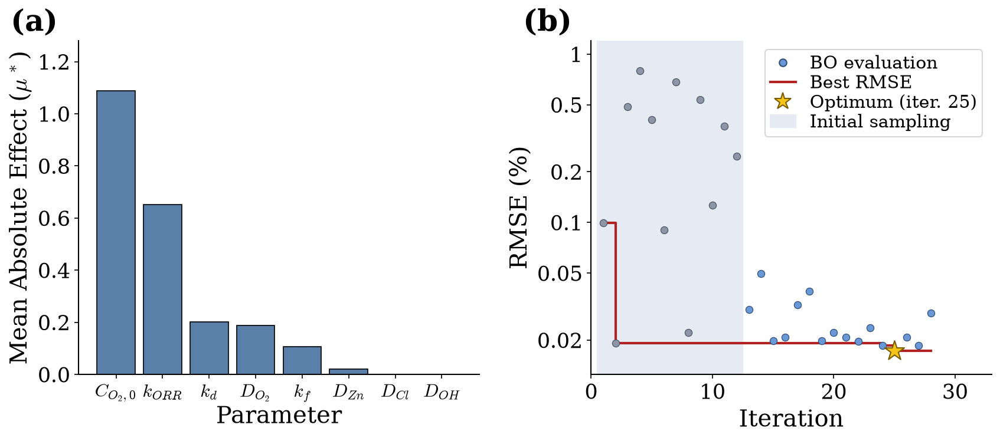 (a)
Mean Absolute Effect (μ*)
1.2
1.0
0.8
0.6
0.4
0.2
0.0
C_{O_2,0} k_{ORR} k_d D_{O_2} k_f D_{Zn} D_{Cl} D_{OH}
Parameter
(b)
RMSE (%)
1
0.5
0.2
0.1
0.05
0.02
BO evaluation
Best RMSE
Optimum (iter. 25)
Initial sampling
0 10 20 30
Iteration